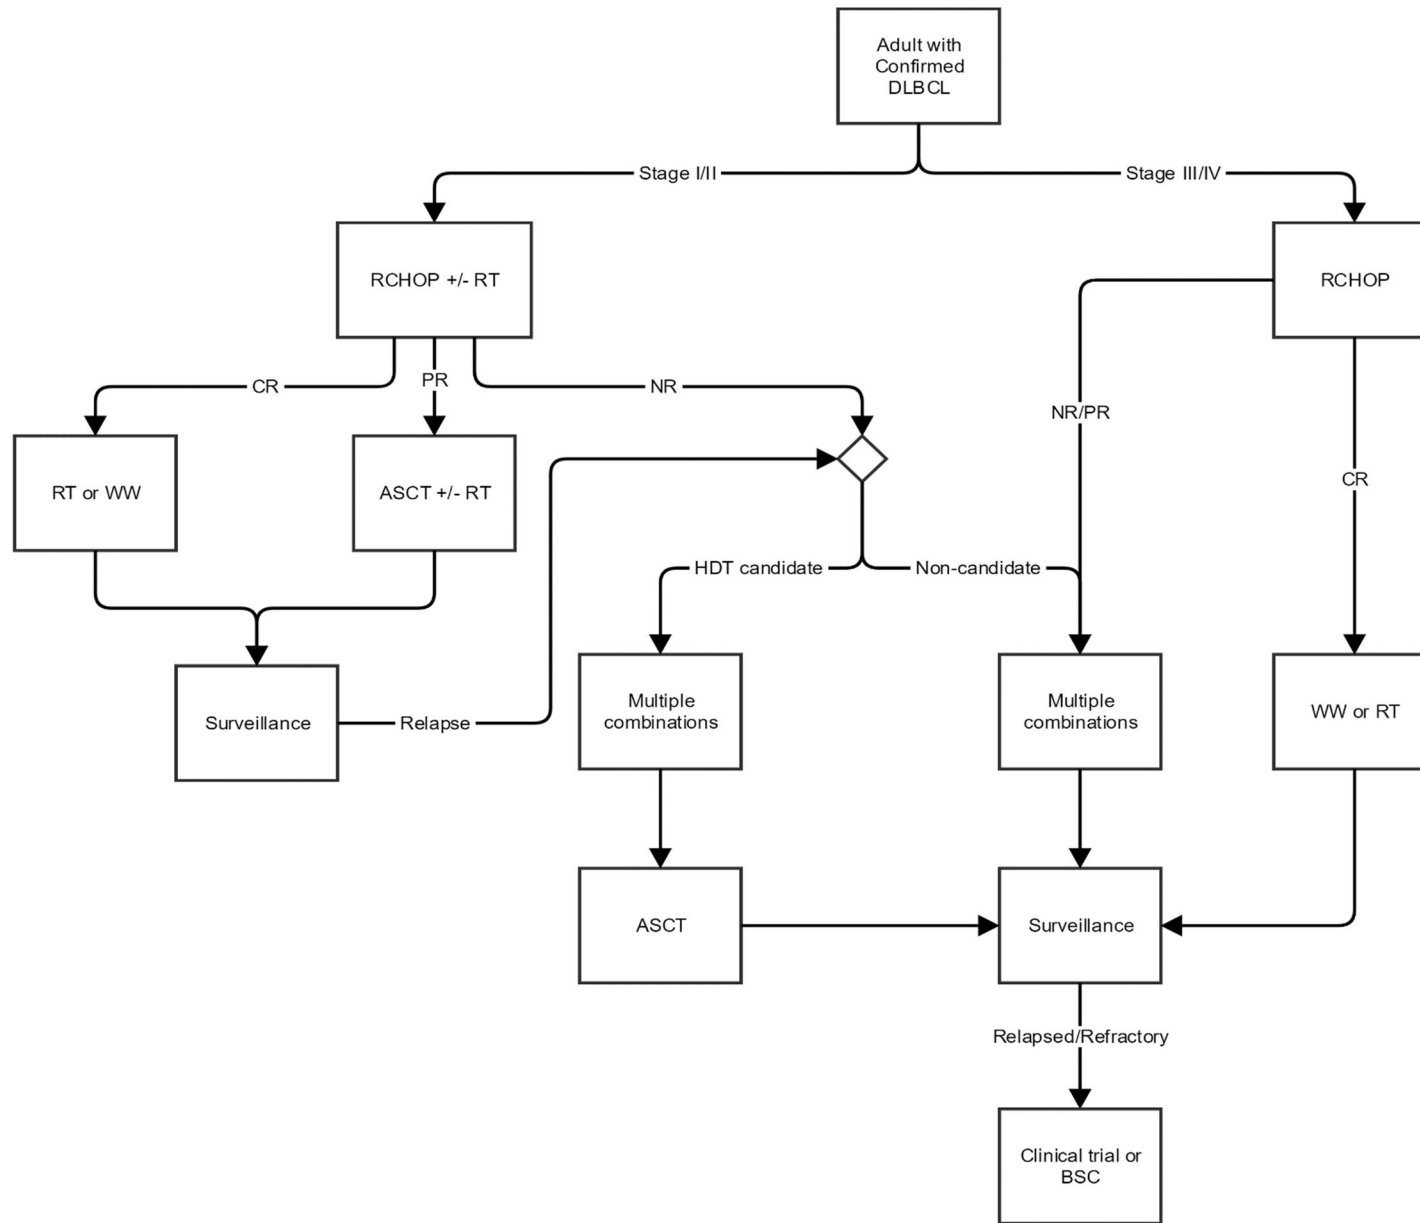 Adult with
Confirmed
DLBCL
Stage I/II
Stage III/IV
RCHOP +/- RT
RCHOP
CR
PR
NR
NR/PR
CR
RT or WW
ASCT +/- RT
HDT candidate
Non-candidate
Surveillance
Relapse
Multiple
combinations
Multiple
combinations
WW or RT
ASCT
Surveillance
Relapsed/Refractory
Clinical trial or
BSC